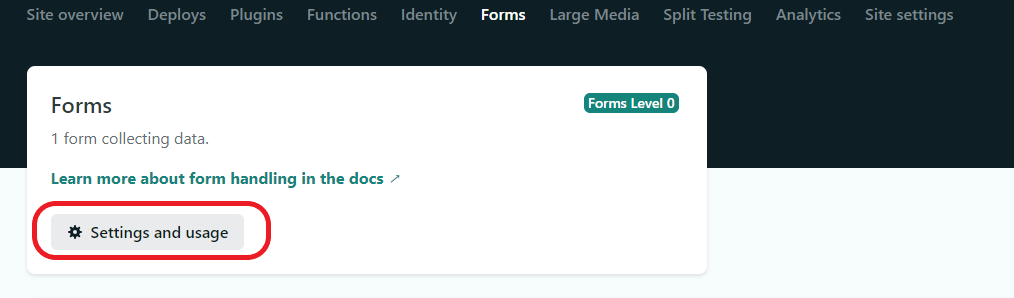 Site overview Deploys Plugins Functions Identity Forms Large Media Split Testing Analytics Site settings
Forms Forms Level 0
1 form collecting data.
Learn more about form handling in the docs ↗
Settings and usage